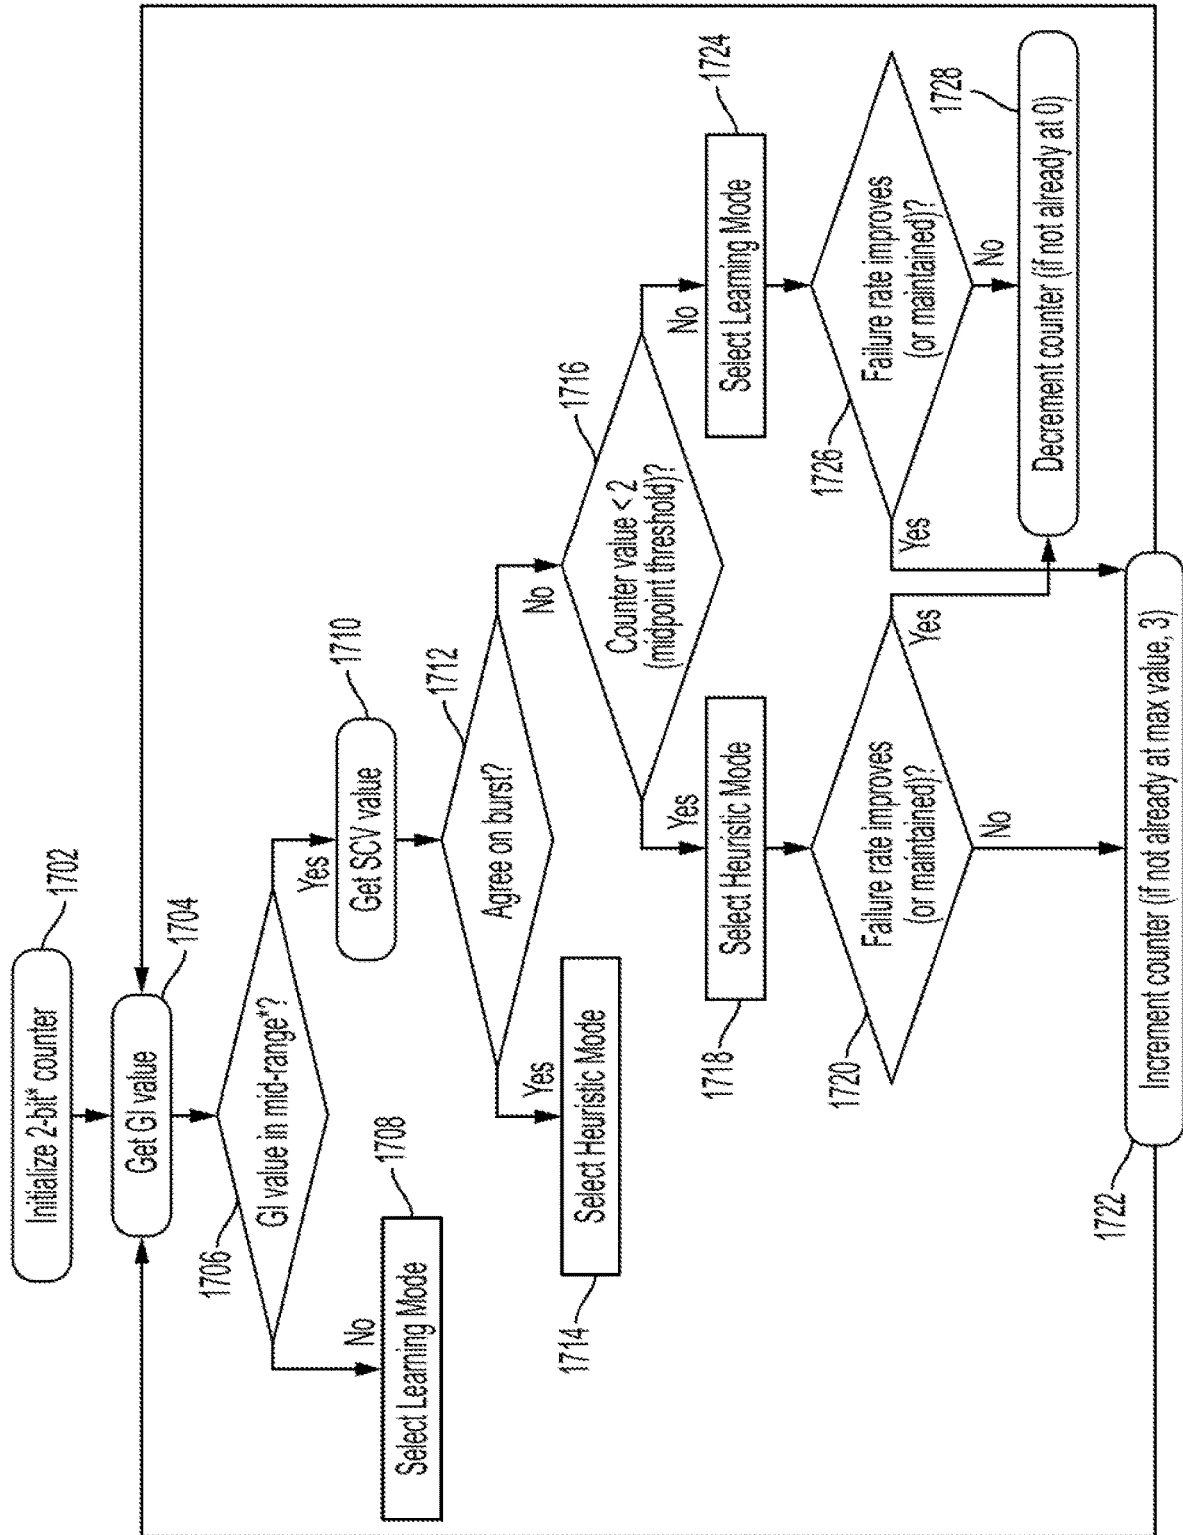 Initialize 2-bit* counter
1702
Get GI value
1704
GI value in mid-range*?
1706
No
Select Learning Mode
1708
Yes
Get SCV value
1710
Agree on burst?
1712
Yes
Select Heuristic Mode
1714
No
Counter value < 2
(midpoint threshold)?
1716
Yes
Select Heuristic Mode
1718
Failure rate improves
(or maintained)?
1720
No
Yes
No
Select Learning Mode
1724
Failure rate improves
(or maintained)?
1726
Yes
No
Decrement counter (if not already at 0)
1728
Increment counter (if not already at max value, 3)
1722